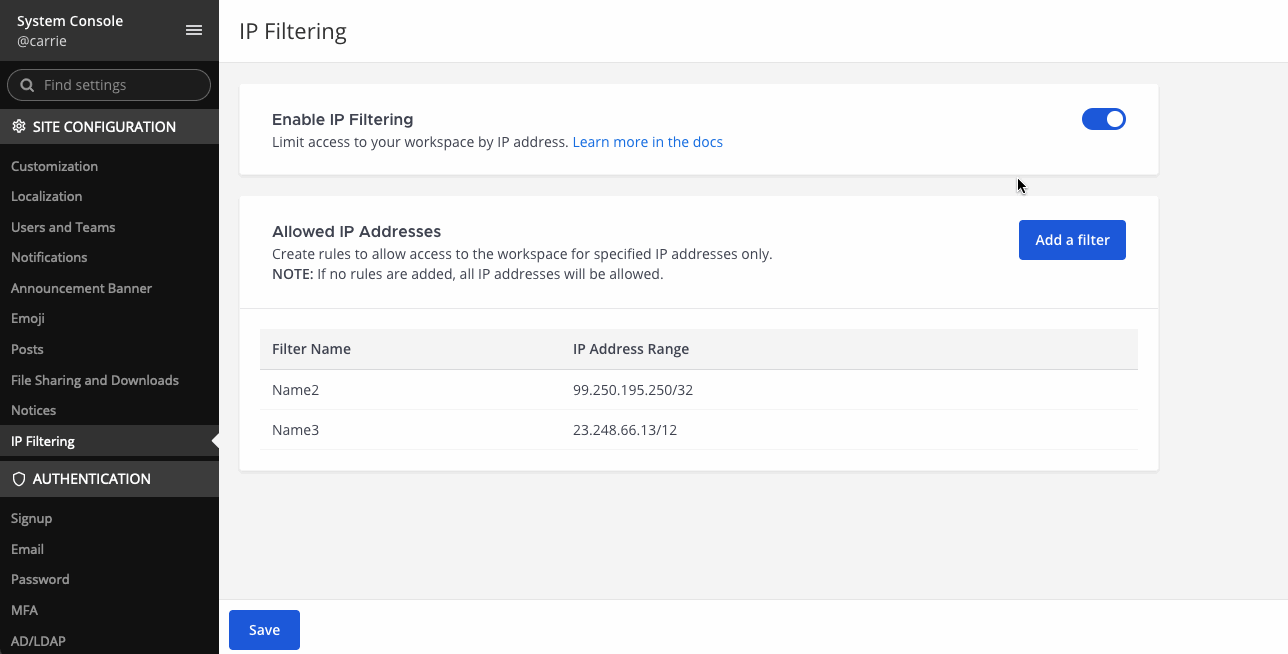 System Console
@carrie
Find settings
SITE CONFIGURATION
Customization
Localization
Users and Teams
Notifications
Announcement Banner
Emoji
Posts
File Sharing and Downloads
Notices
IP Filtering
AUTHENTICATION
Signup
Email
Password
MFA
AD/LDAP
IP Filtering
Enable IP Filtering
Limit access to your workspace by IP address. Learn more in the docs
Allowed IP Addresses
Create rules to allow access to the workspace for specified IP addresses only.
NOTE: If no rules are added, all IP addresses will be allowed.
Add a filter
Filter Name IP Address Range
Name2 99.250.195.250/32
Name3 23.248.66.13/12
Save